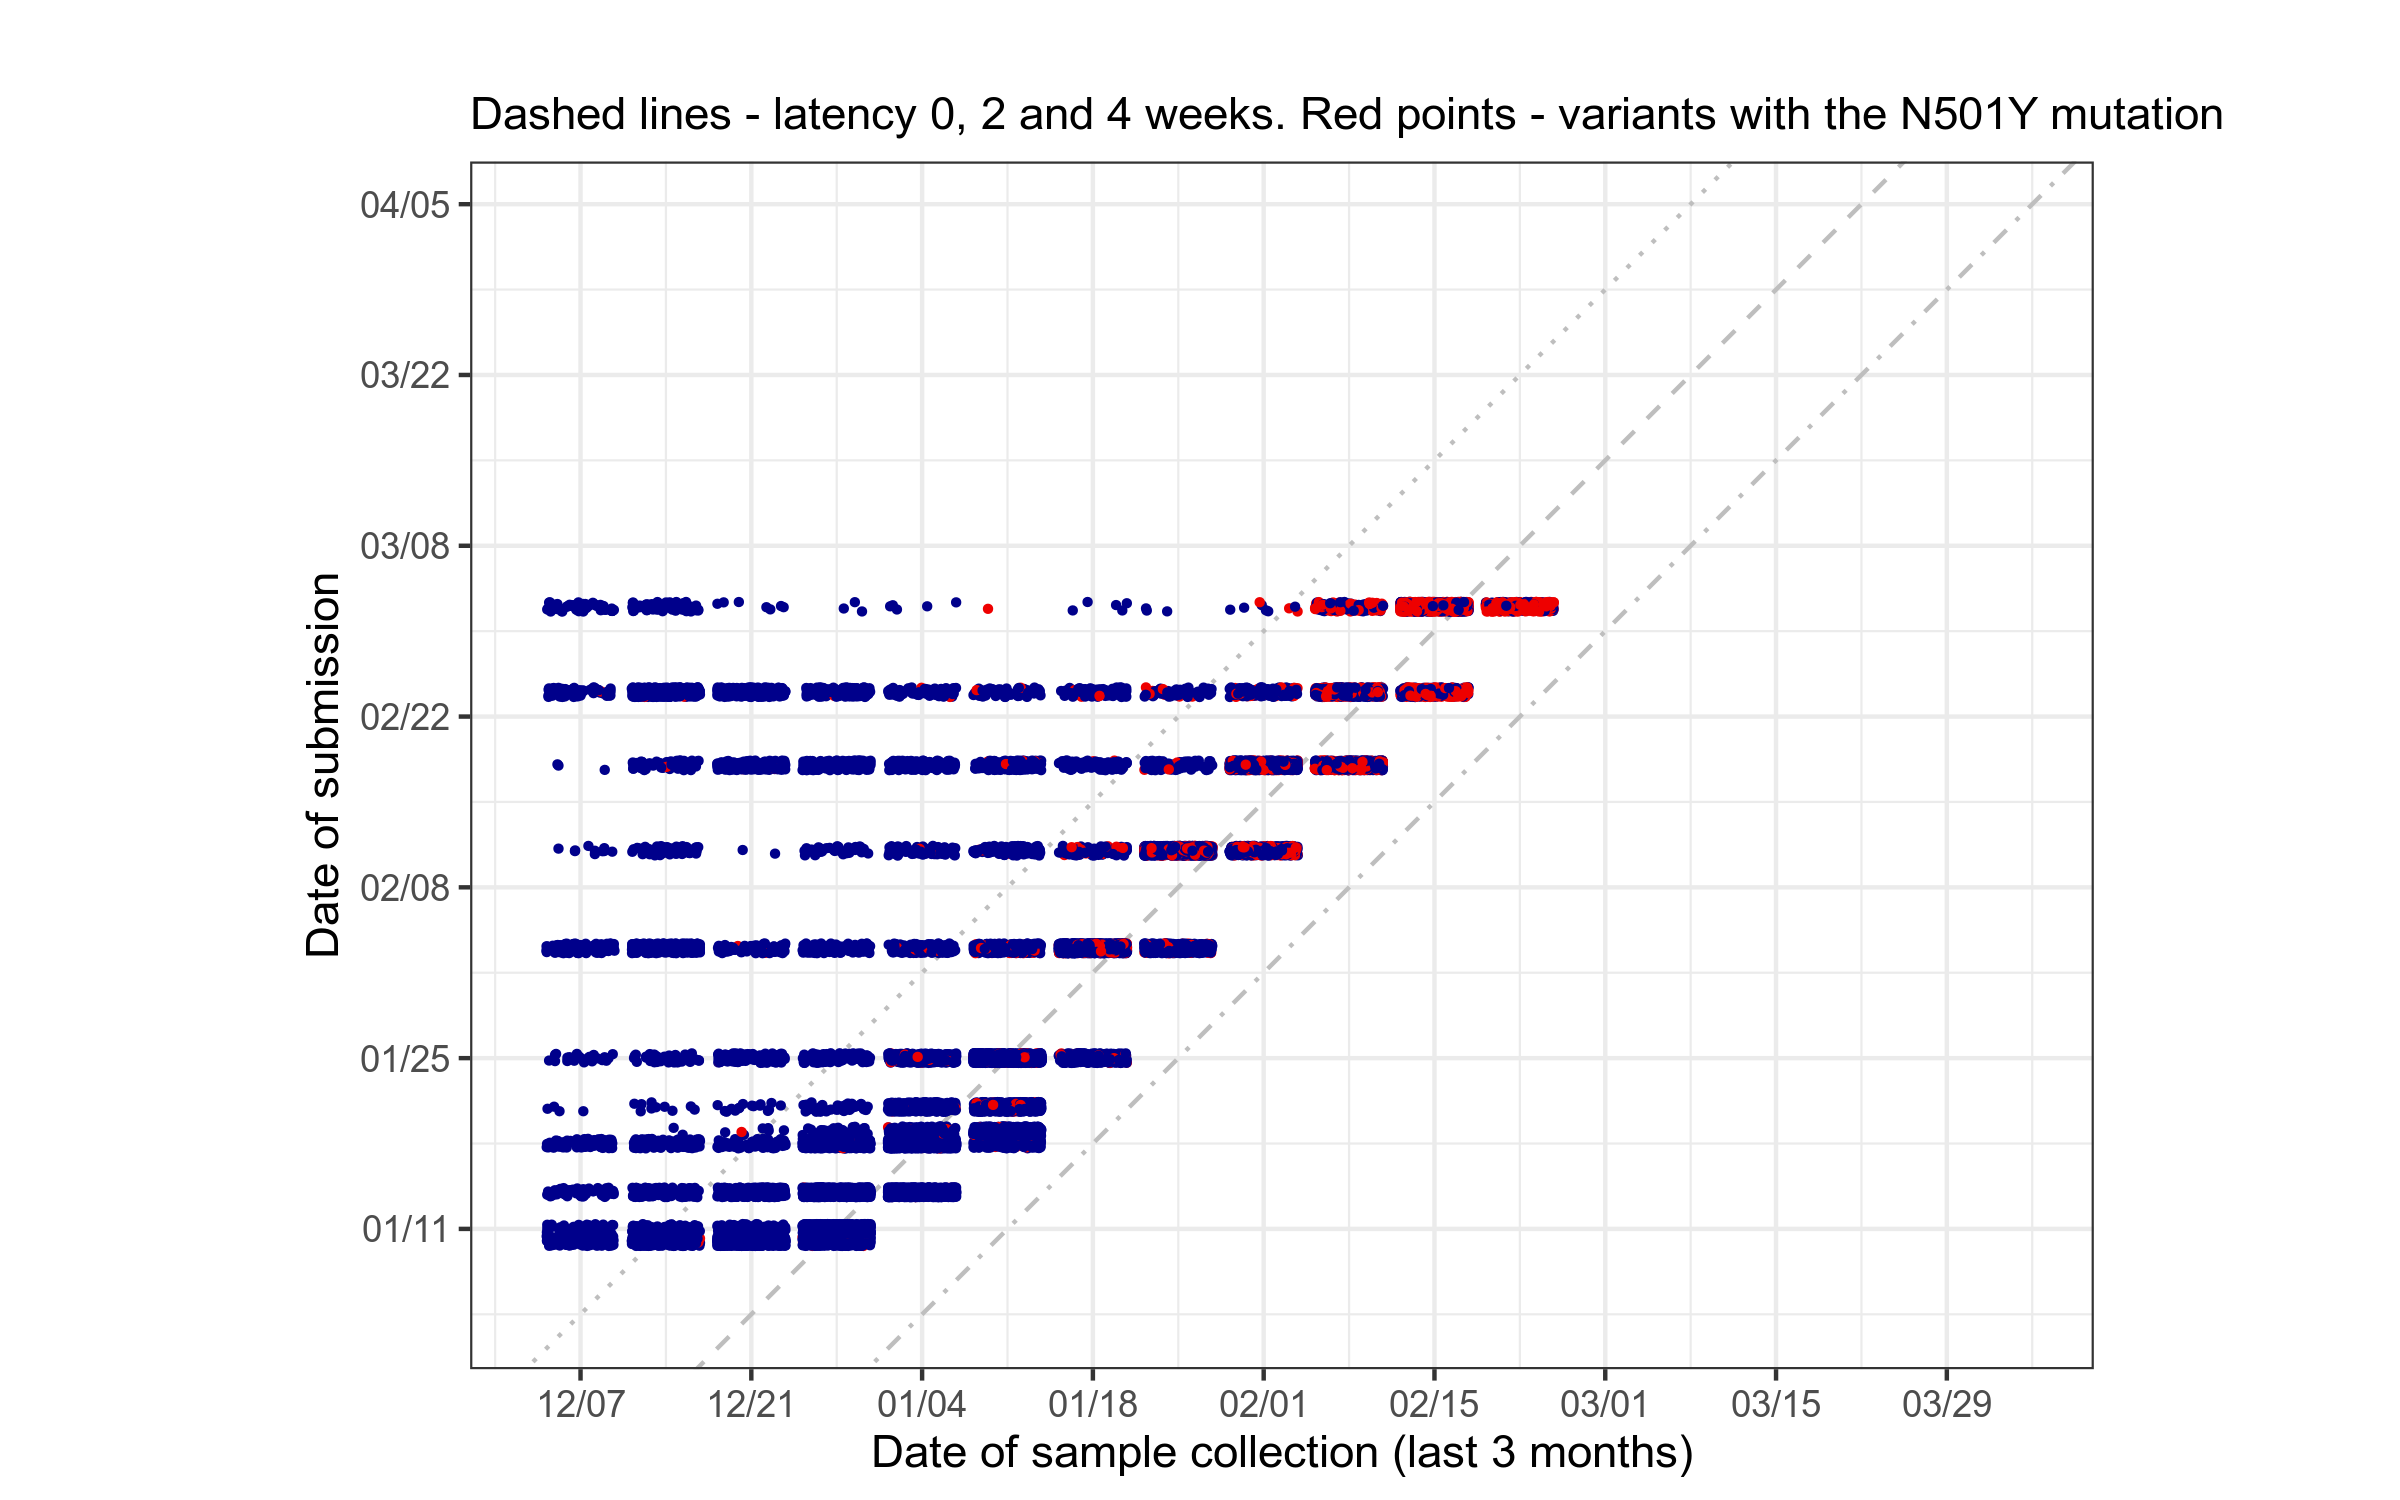 Dashed lines - latency 0, 2 and 4 weeks. Red points - variants with the N501Y mutation
Date of submission
04/05
03/22
03/08
02/22
02/08
01/25
01/11
12/07 12/21 01/04 01/18 02/01 02/15 03/01 03/15 03/29
Date of sample collection (last 3 months)